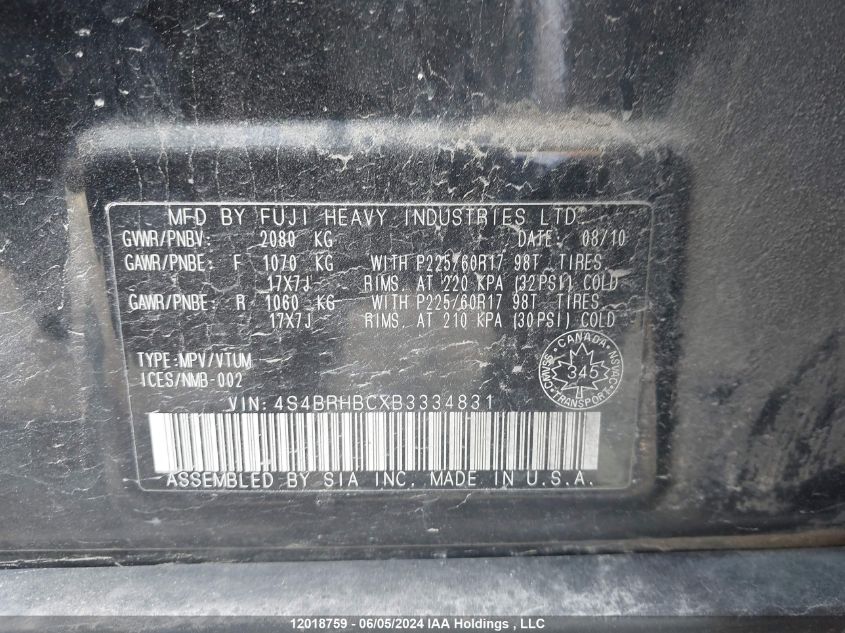 MFD BY FUJI HEAVY INDUSTRIES LTD.
GVWR/PNBV: 2080 KG DATE: 08/10
GAWR/PNBE: F 1070 KG WITH P225/60R17 98T TIRES
17X7J RIMS, AT 220 KPA (32PSI) COLD
GAWR/PNBE: R 1060 KG WITH P225/60R17 98T TIRES
17X7J RIMS, AT 210 KPA (30PSI) COLD
TYPE:MPV/VTUM
ICES/NMB-002
CANADA
CMVSS NSVAC
345
TRANSPORT
VIN: 4S4BRHBCXB3334831
ASSEMBLED BY SIA INC. MADE IN U.S.A.
12018759 - 06/05/2024 IAA Holdings , LLC